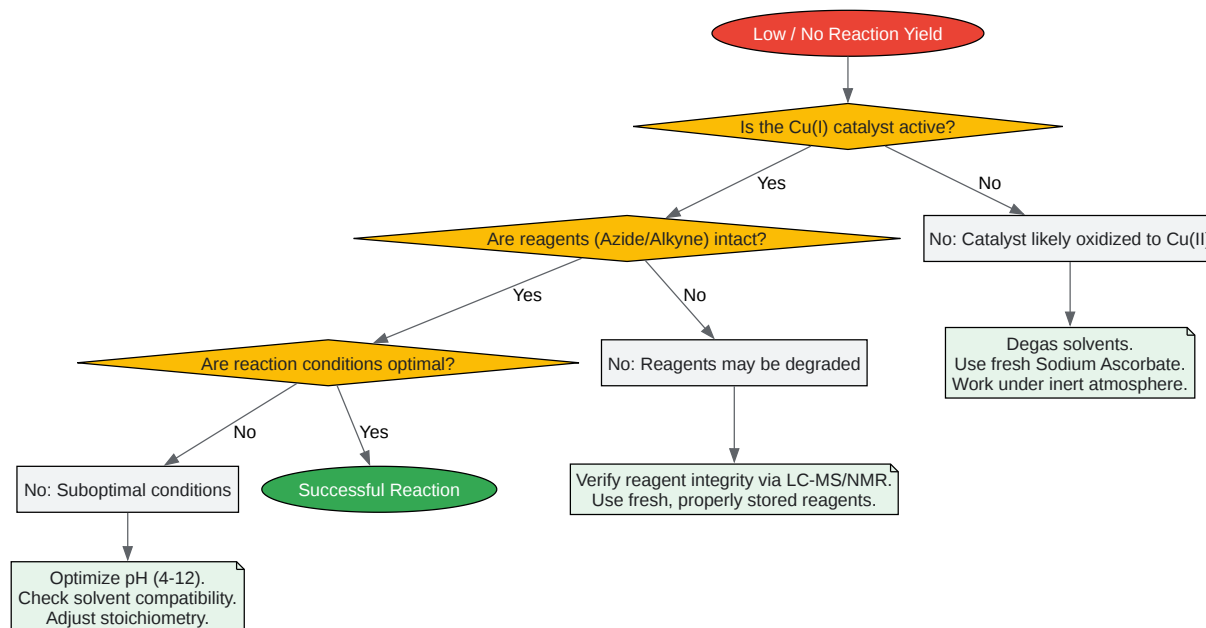 Low / No Reaction Yield
Is the Cu(I) catalyst active?
Yes
No
Are reagents (Azide/Alkyne) intact?
No: Catalyst likely oxidized to Cu(II)
Yes
No
Degas solvents.
Use fresh Sodium Ascorbate.
Work under inert atmosphere.
Are reaction conditions optimal?
No: Reagents may be degraded
No
Yes
No: Suboptimal conditions
Successful Reaction
Verify reagent integrity via LC-MS/NMR.
Use fresh, properly stored reagents.
Optimize pH (4-12).
Check solvent compatibility.
Adjust stoichiometry.